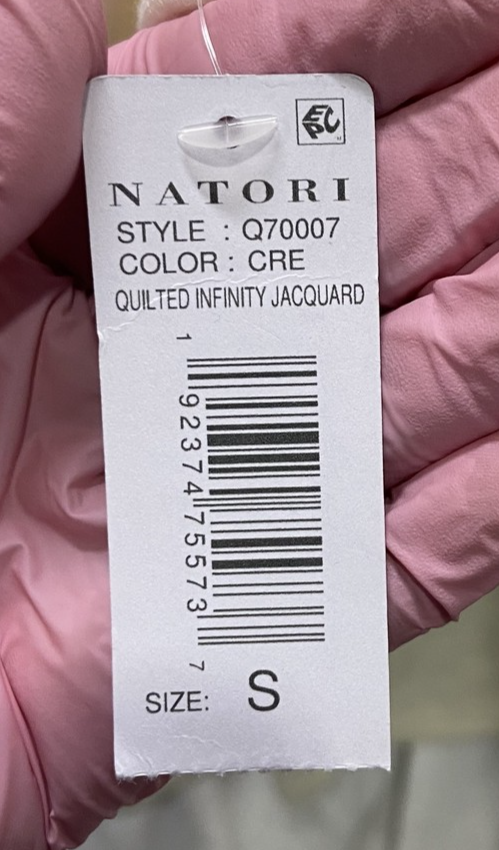 EPC
NATORI
STYLE : Q70007
COLOR : CRE
QUILTED INFINITY JACQUARD
1 92374 75573 7
SIZE: S